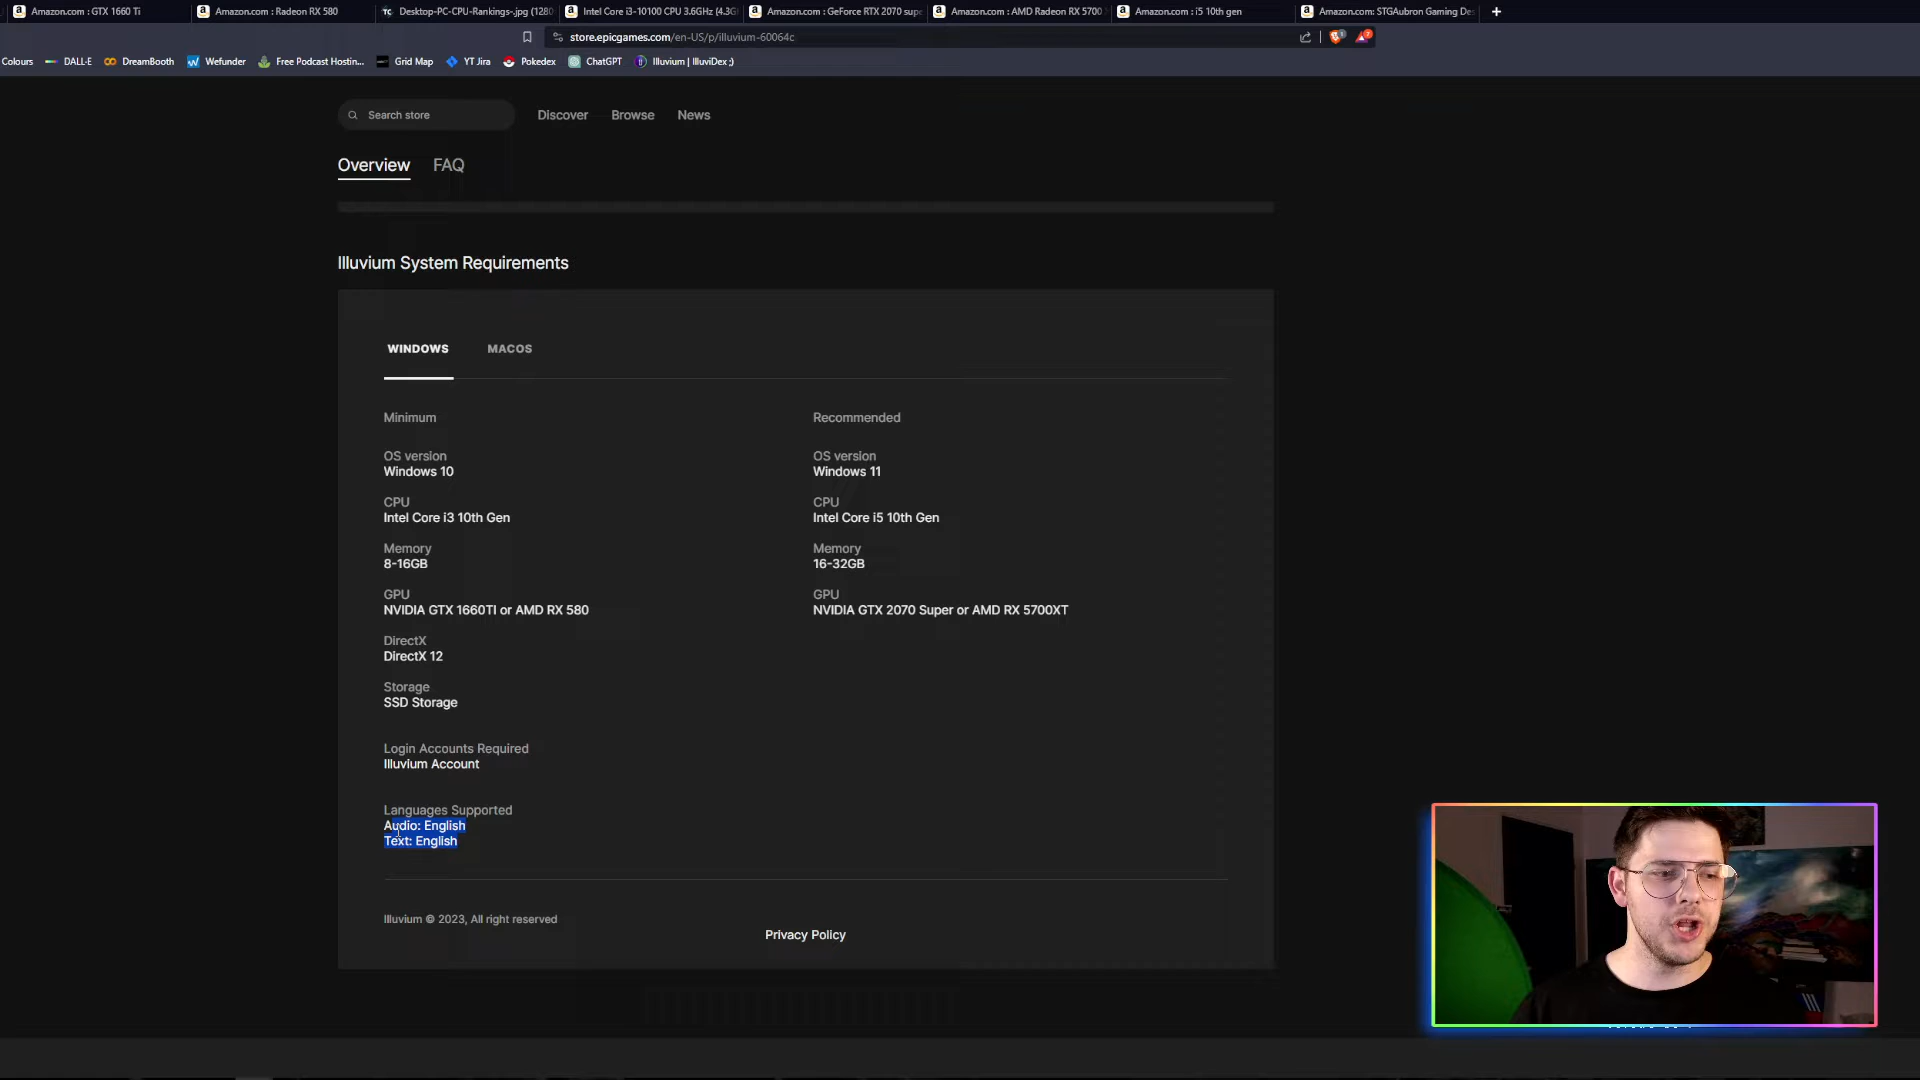 Amazon.com : GTX 1660 Ti
Amazon.com : Radeon RX 580
Desktop-PC-CPU-Rankings-.jpg (1280
Intel Core i3-10100 CPU 3.6GHz (4.3G
Amazon.com : GeForce RTX 2070 supe
Amazon.com : AMD Radeon RX 5700
Amazon.com : i5 10th gen
Amazon.com: STGAubron Gaming De
store.epicgames.com/en-US/p/illuvium-60064c
Colours
DALL·E
DreamBooth
Wefunder
Free Podcast Hostin...
Grid Map
YT Jira
Pokedex
ChatGPT
Illuvium | IlluviDex ;)
Search store
Discover
Browse
News
Overview
FAQ
Illuvium System Requirements
WINDOWS
MACOS
Minimum
Recommended
OS version
Windows 10
OS version
Windows 11
CPU
Intel Core i3 10th Gen
CPU
Intel Core i5 10th Gen
Memory
8-16GB
Memory
16-32GB
GPU
NVIDIA GTX 1660TI or AMD RX 580
GPU
NVIDIA GTX 2070 Super or AMD RX 5700XT
DirectX
DirectX 12
Storage
SSD Storage
Login Accounts Required
Illuvium Account
Languages Supported
Audio: English
Text: English
Illuvium © 2023, All right reserved
Privacy Policy